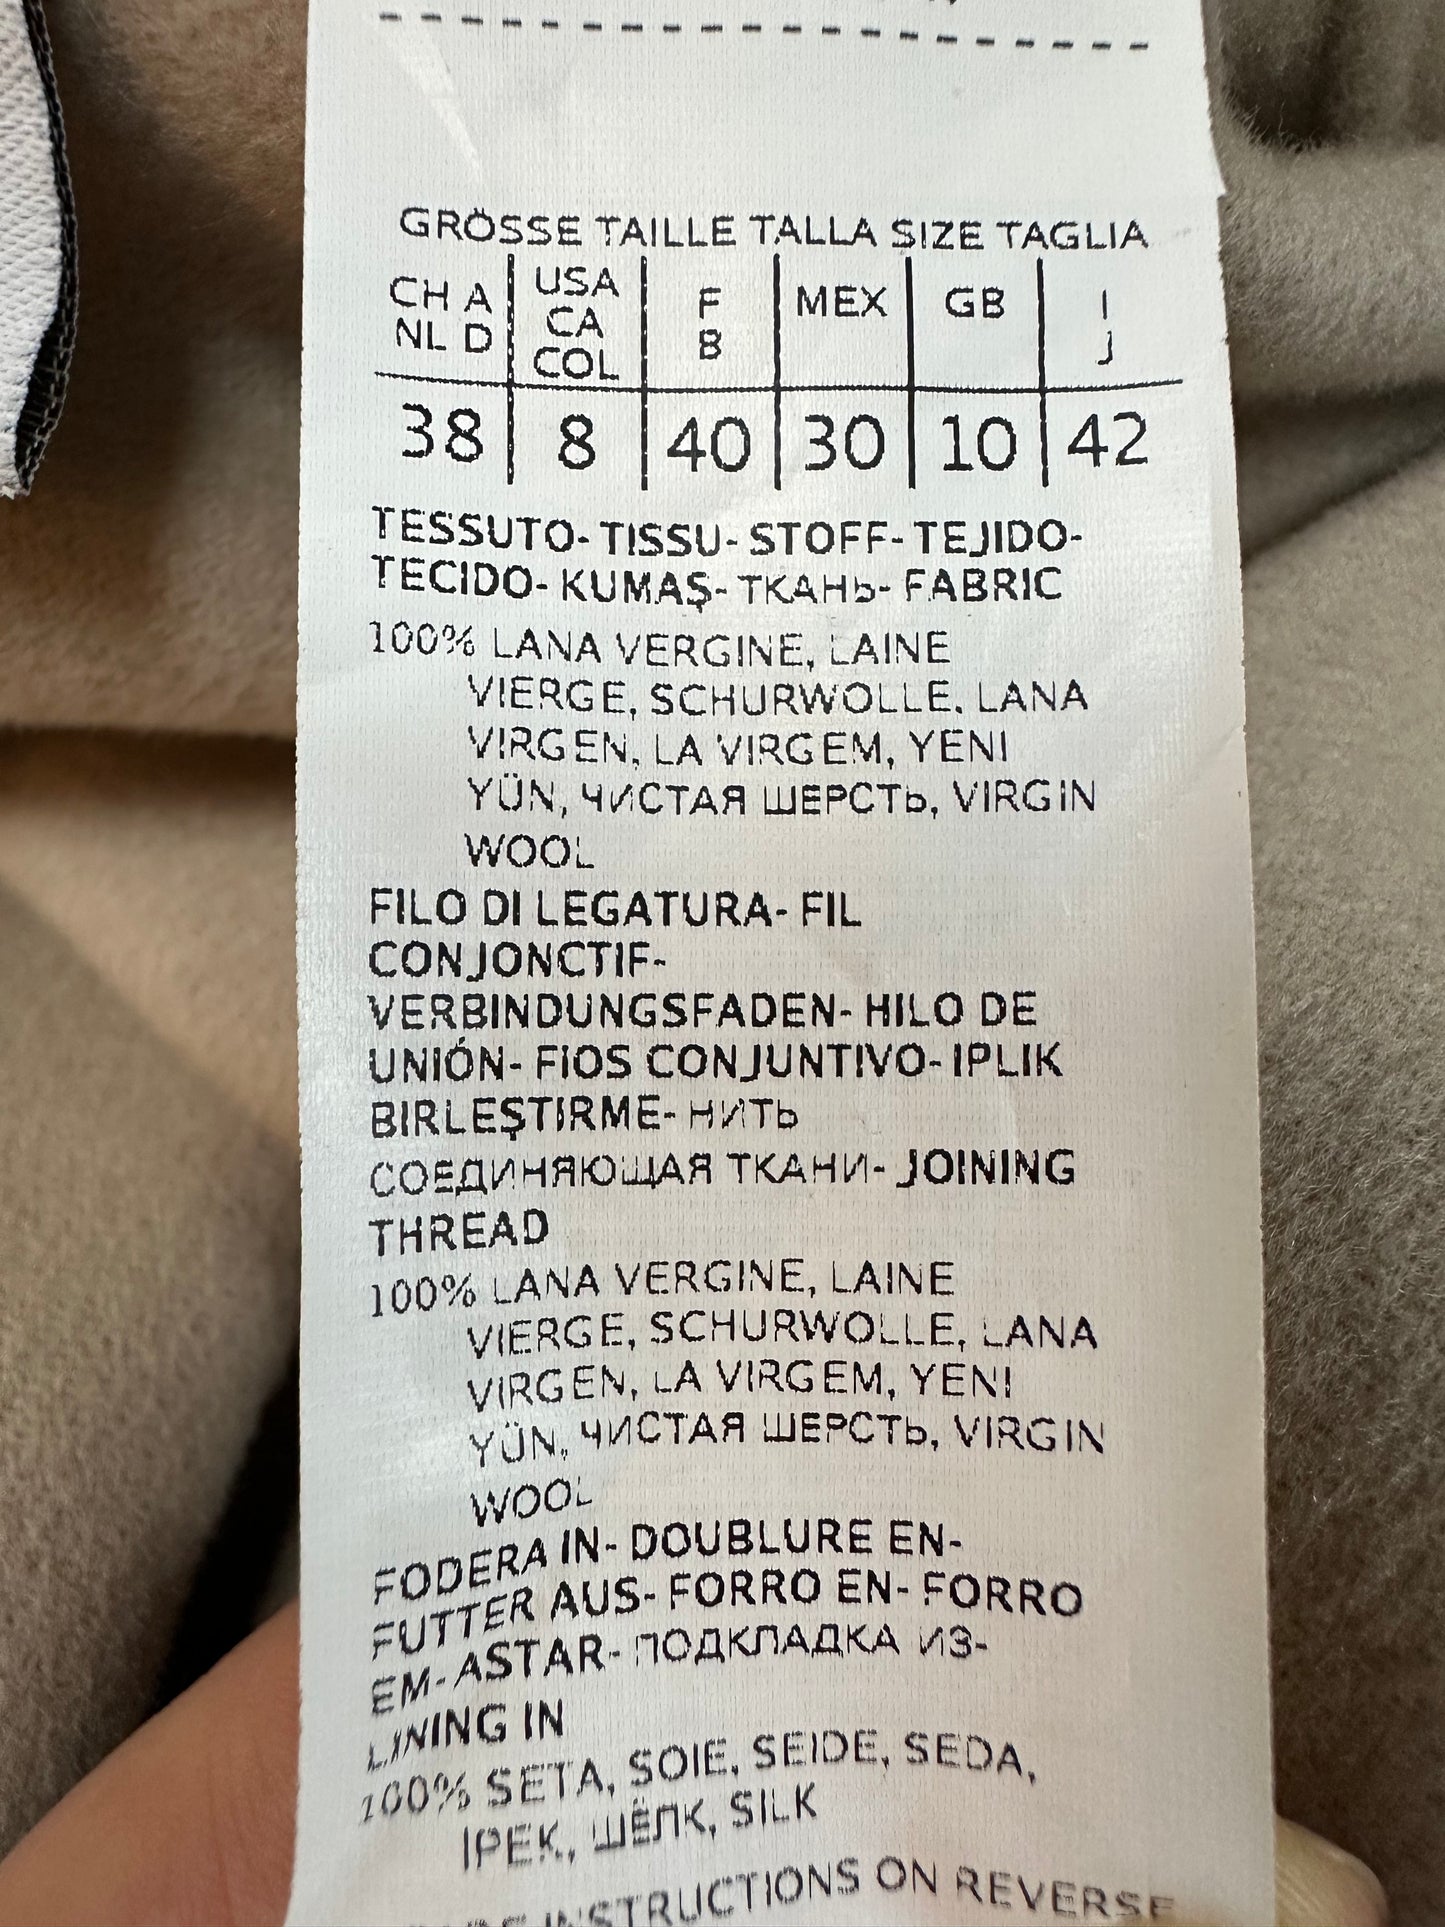 GRÖSSE TAILLE TALLA SIZE TAGLIA
CH A NL D | USA CA COL | F B | MEX | GB | I J
38 | 8 | 40 | 30 | 10 | 42
TESSUTO- TISSU- STOFF- TEJIDO-
TECIDO- KUMAŞ- ТКАНЬ- FABRIC
100% LANA VERGINE, LAINE
VIERGE, SCHURWOLLE, LANA
VIRGEN, LA VIRGEM, YENI
YÜN, ЧИСТАЯ ШЕРСТЬ, VIRGIN
WOOL
FILO DI LEGATURA- FIL
CONJONCTIF-
VERBINDUNGSFADEN- HILO DE
UNIÓN- FIOS CONJUNTIVO- IPLIK
BIRLEŞTIRME- НИТЬ
СОЕДИНЯЮЩАЯ ТКАНИ- JOINING
THREAD
100% LANA VERGINE, LAINE
VIERGE, SCHURWOLLE, LANA
VIRGEN, LA VIRGEM, YENI
YÜN, ЧИСТАЯ ШЕРСТЬ, VIRGIN
WOOL
FODERA IN- DOUBLURE EN-
FUTTER AUS- FORRO EN- FORRO
EM- ASTAR- ПОДКЛАДКА ИЗ-
LINING IN
100% SETA, SOIE, SEIDE, SEDA,
IPEK, ШЁЛК, SILK
INSTRUCTIONS ON REVERSE